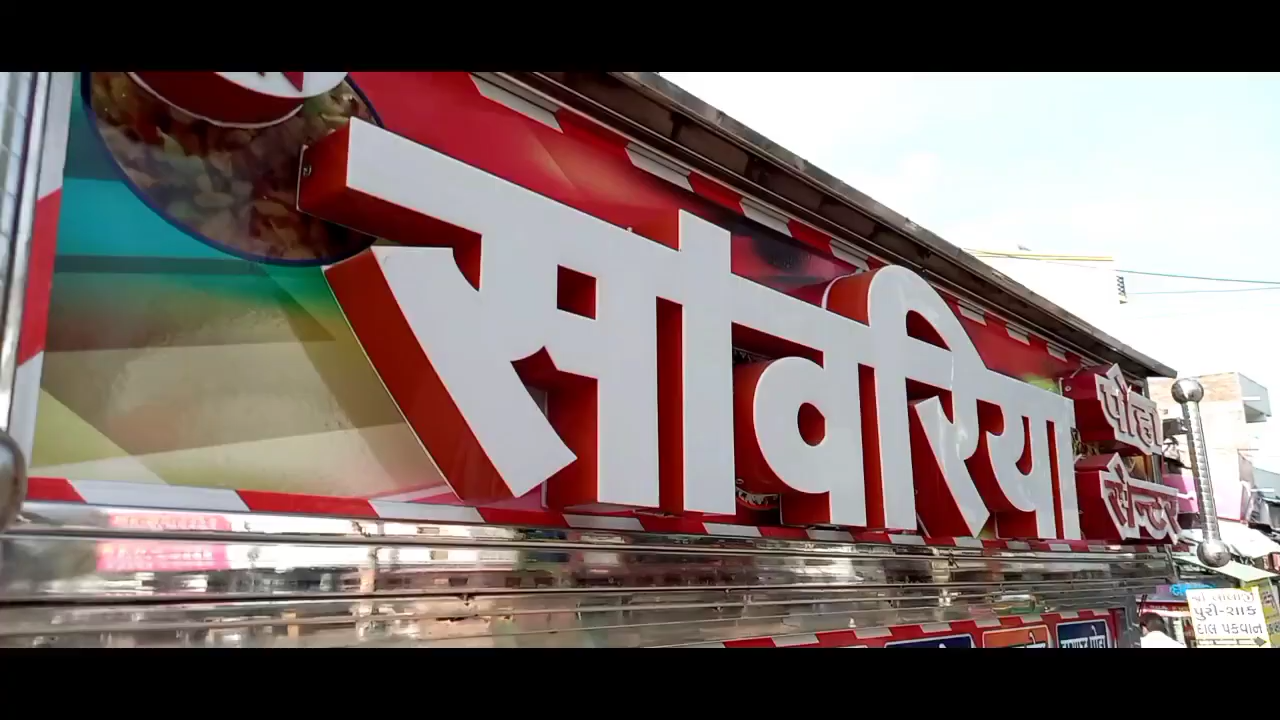 सांवरिया
पोहा
सेन्टर
પુરી-શાક
દાલ પકવાન